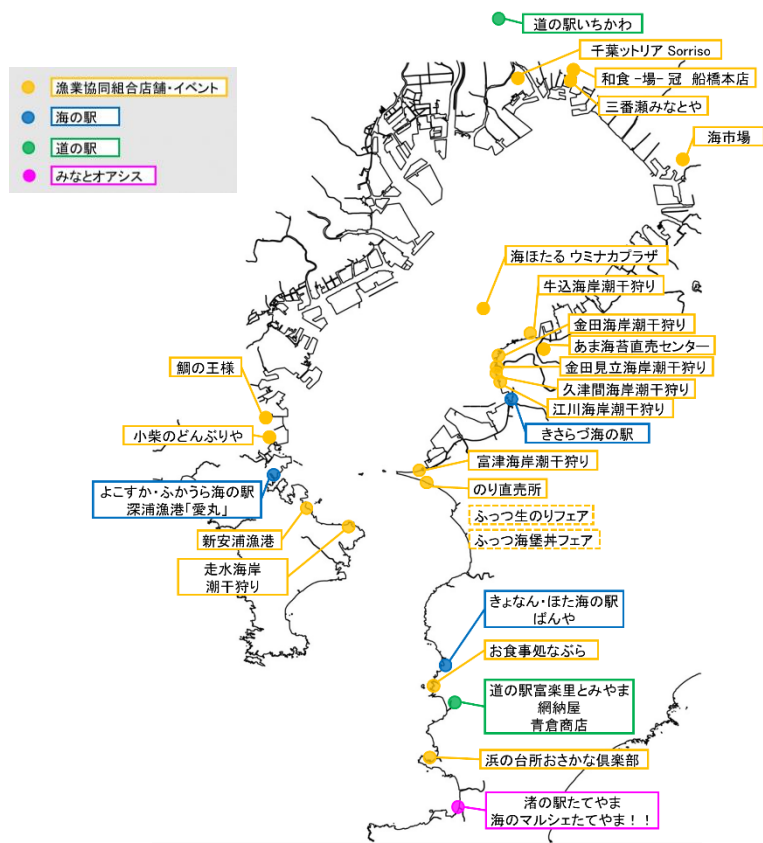 道の駅いちかわ
千葉ットリア Sorriso
和食 -場- 冠 船橋本店
三番瀬みなとや
海市場
漁業協同組合店舗・イベント
海の駅
道の駅
みなとオアシス
海ほたる ウミナカプラザ
牛込海岸潮干狩り
金田海岸潮干狩り
あま海苔直売センター
金田見立海岸潮干狩り
久津間海岸潮干狩り
江川海岸潮干狩り
きさらづ海の駅
鯛の王様
小柴のどんぶりや
よこすか・ふかうら海の駅
深浦漁港「愛丸」
新安浦漁港
走水海岸
潮干狩り
富津海岸潮干狩り
のり直売所
ふっつ生のりフェア
ふっつ海堡丼フェア
きょなん・ほた海の駅
ばんや
お食事処なぶら
道の駅富楽里とみやま
網納屋
青倉商店
浜の台所おさかな倶楽部
渚の駅たてやま
海のマルシェたてやま！！